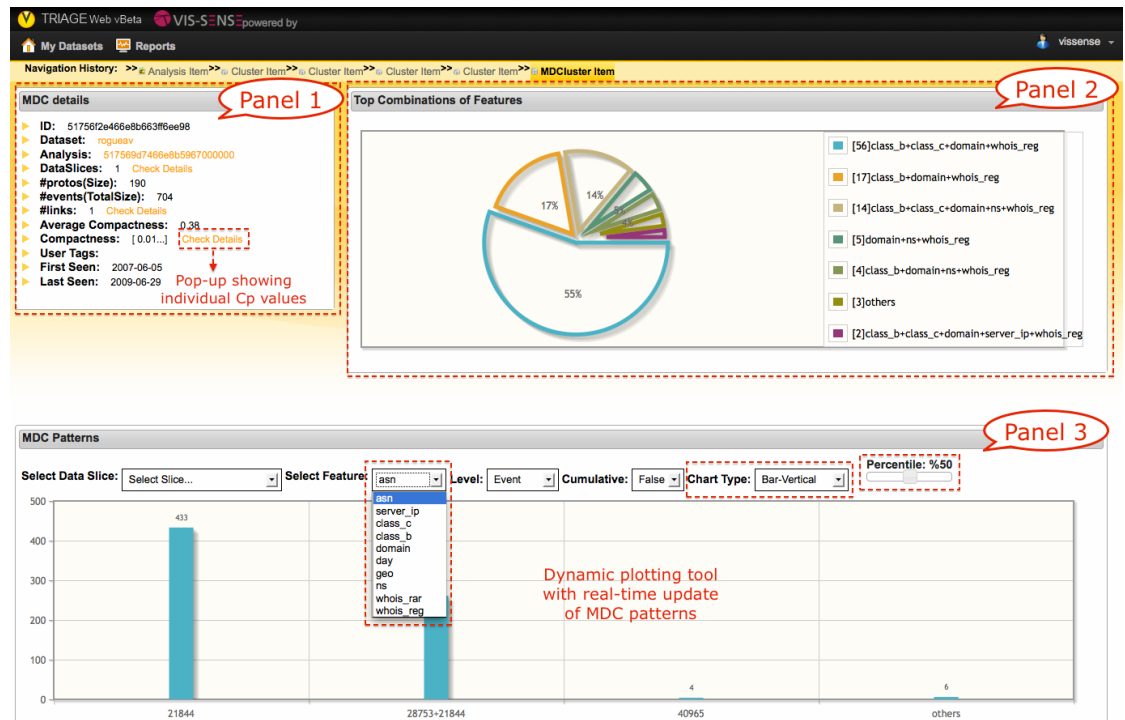 TRIAGE Web vBeta VIS-SENSE powered by
My Datasets Reports vissense
Navigation History: >> Analysis Item>> Cluster Item>> Cluster Item>> Cluster Item>> Cluster Item>> MDCluster Item
MDC details
Panel 1
ID: 51756f2e466e8b663ff6ee98
Dataset: rogueav
Analysis: 517569d7466e8b5967000000
DataSlices: 1 Check Details
#protos(Size): 190
#events(TotalSize): 704
#links: 1 Check Details
Average Compactness: 0.38
Compactness: [ 0.01...] Check Details
User Tags:
First Seen: 2007-06-05
Last Seen: 2009-06-29
Pop-up showing
individual Cp values
Top Combinations of Features
Panel 2
17%
14%
5%
4%
55%
[56]class_b+class_c+domain+whois_reg
[17]class_b+domain+whois_reg
[14]class_b+class_c+domain+ns+whois_reg
[5]domain+ns+whois_reg
[4]class_b+domain+ns+whois_reg
[3]others
[2]class_b+class_c+domain+server_ip+whois_reg
MDC Patterns
Panel 3
Select Data Slice: Select Slice... Select Feature: asn Level: Event Cumulative: False Chart Type: Bar-Vertical Percentile: %50
asn
server_ip
class_c
class_b
domain
day
geo
ns
whois_rar
whois_reg
Dynamic plotting tool
with real-time update
of MDC patterns
500
400
300
200
100
0
433
4
6
21844 28753+21844 40965 others